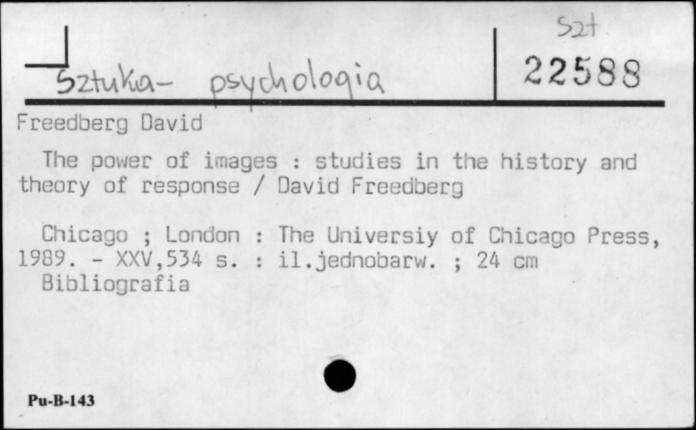 Szt
Sztuka- psychologia
22588
Freedberg David
The power of images : studies in the history and
theory of response / David Freedberg
Chicago ; London : The Universiy of Chicago Press,
1989. - XXV,534 s. : il.jednobarw. ; 24 cm
Bibliografia
Pu-B-143